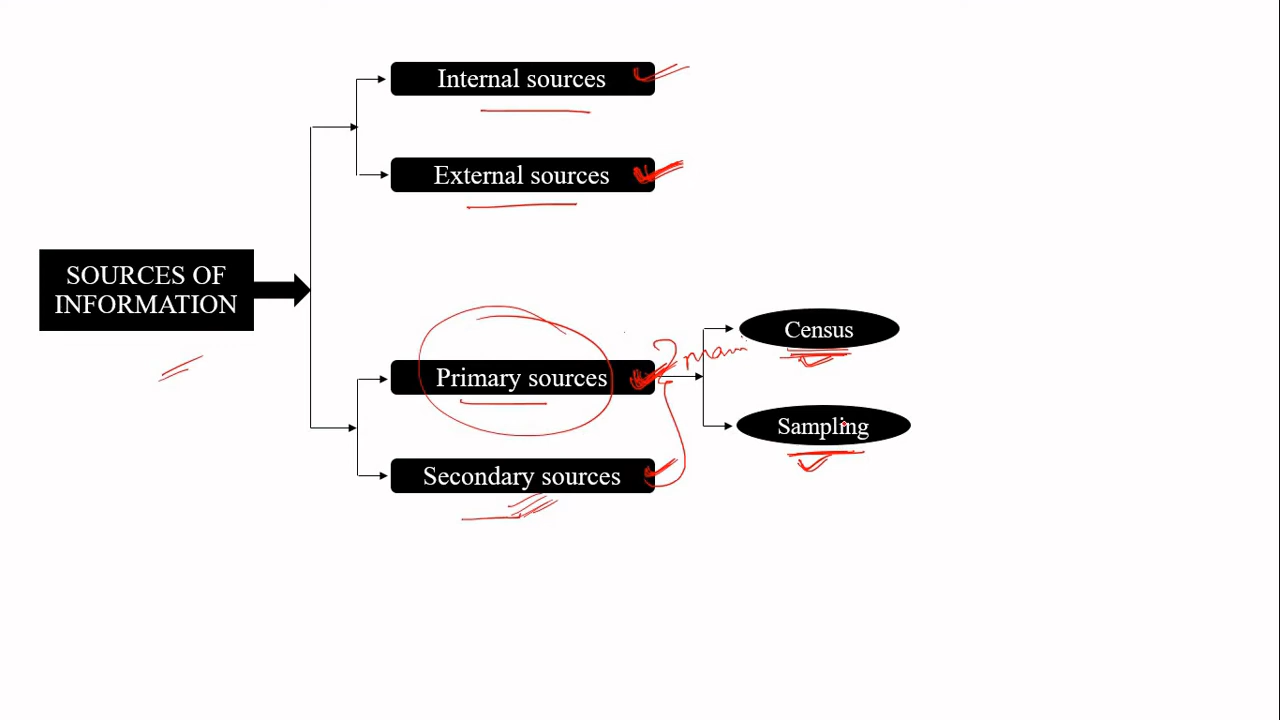 Internal sources
External sources
SOURCES OF
INFORMATION
Primary sources
Census
Sampling
Secondary sources